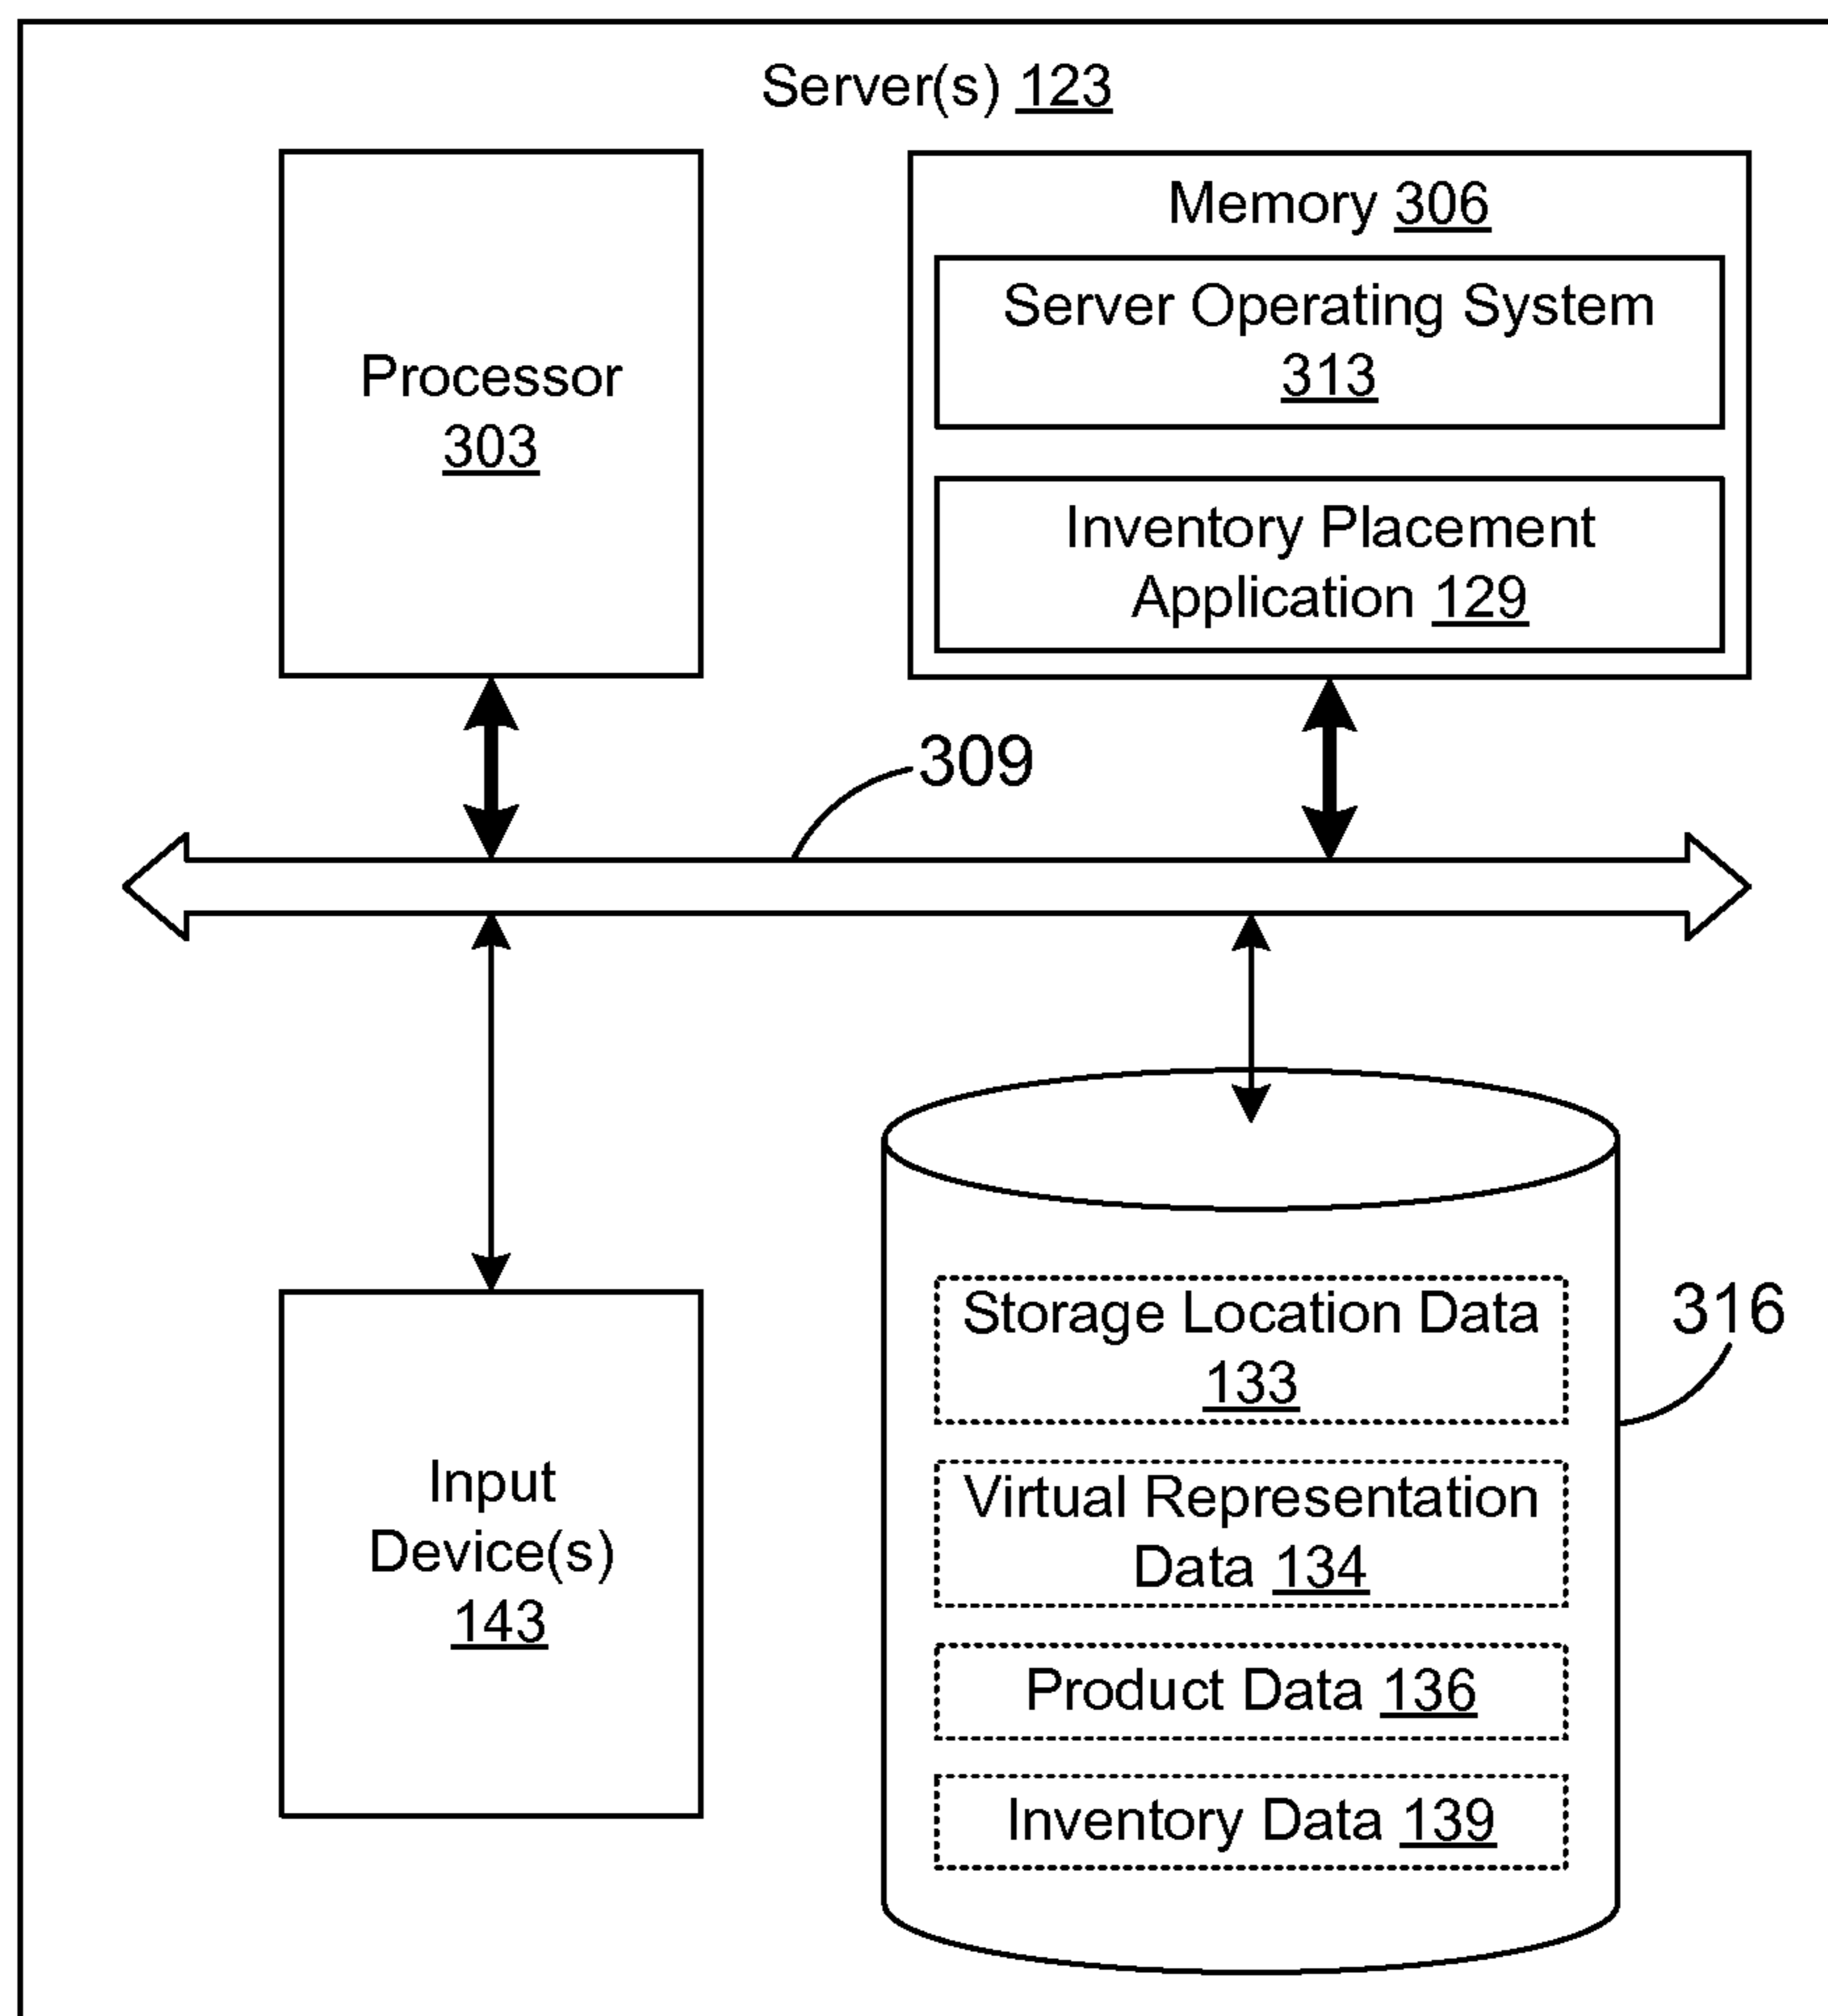 Server(s) 123
Processor
303
Memory 306
Server Operating System
313
Inventory Placement
Application 129
309
Input
Device(s)
143
Storage Location Data
133
Virtual Representation
Data 134
Product Data 136
Inventory Data 139
316